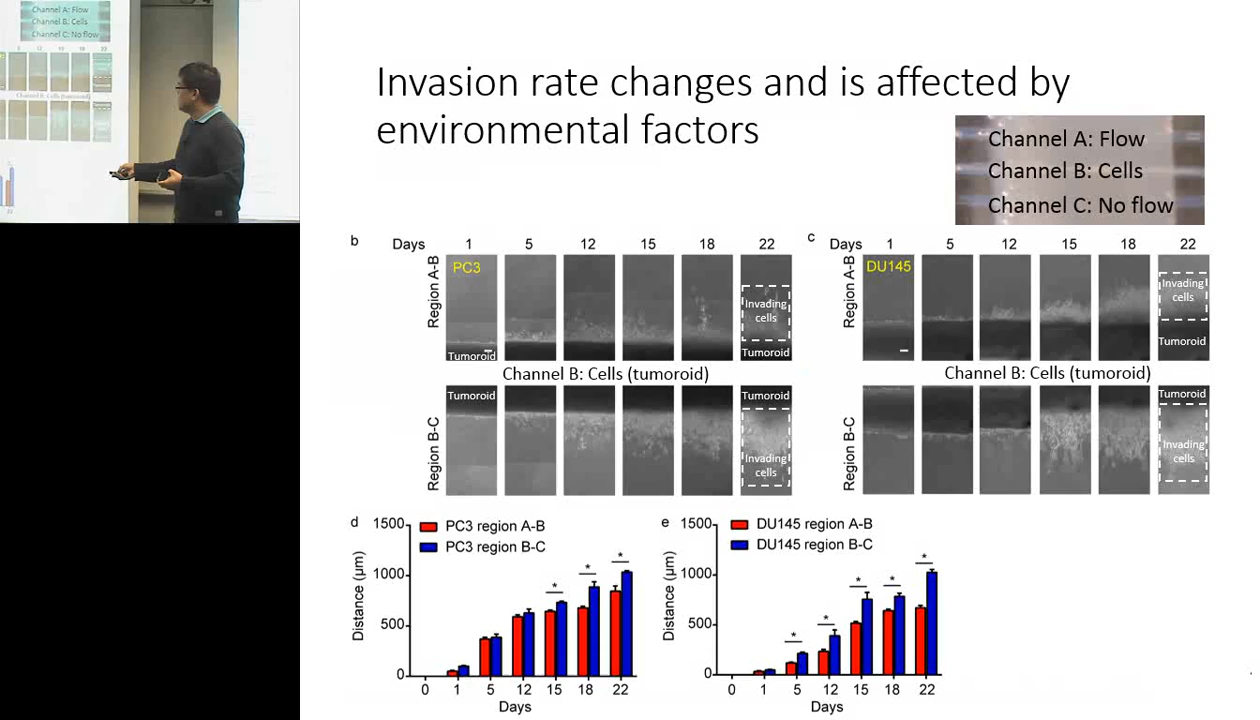 Channel A: Flow
Channel B: Cells
Channel C: No flow
Invasion rate changes and is affected by
environmental factors
Channel A: Flow
Channel B: Cells
Channel C: No flow
b Days 1 5 12 15 18 22
Region A-B
PC3
Invading
cells
Tumoroid
Tumoroid
Channel B: Cells (tumoroid)
Region B-C
Tumoroid
Tumoroid
Invading
cells
c Days 1 5 12 15 18 22
Region A-B
DU145
Invading
cells
Tumoroid
Channel B: Cells (tumoroid)
Region B-C
Tumoroid
Invading
cells
d
PC3 region A-B
PC3 region B-C
Distance (µm)
1500
1000
500
0
* * *
0 1 5 12 15 18 22
Days
e
DU145 region A-B
DU145 region B-C
Distance (µm)
1500
1000
500
0
* * * * *
0 1 5 12 15 18 22
Days